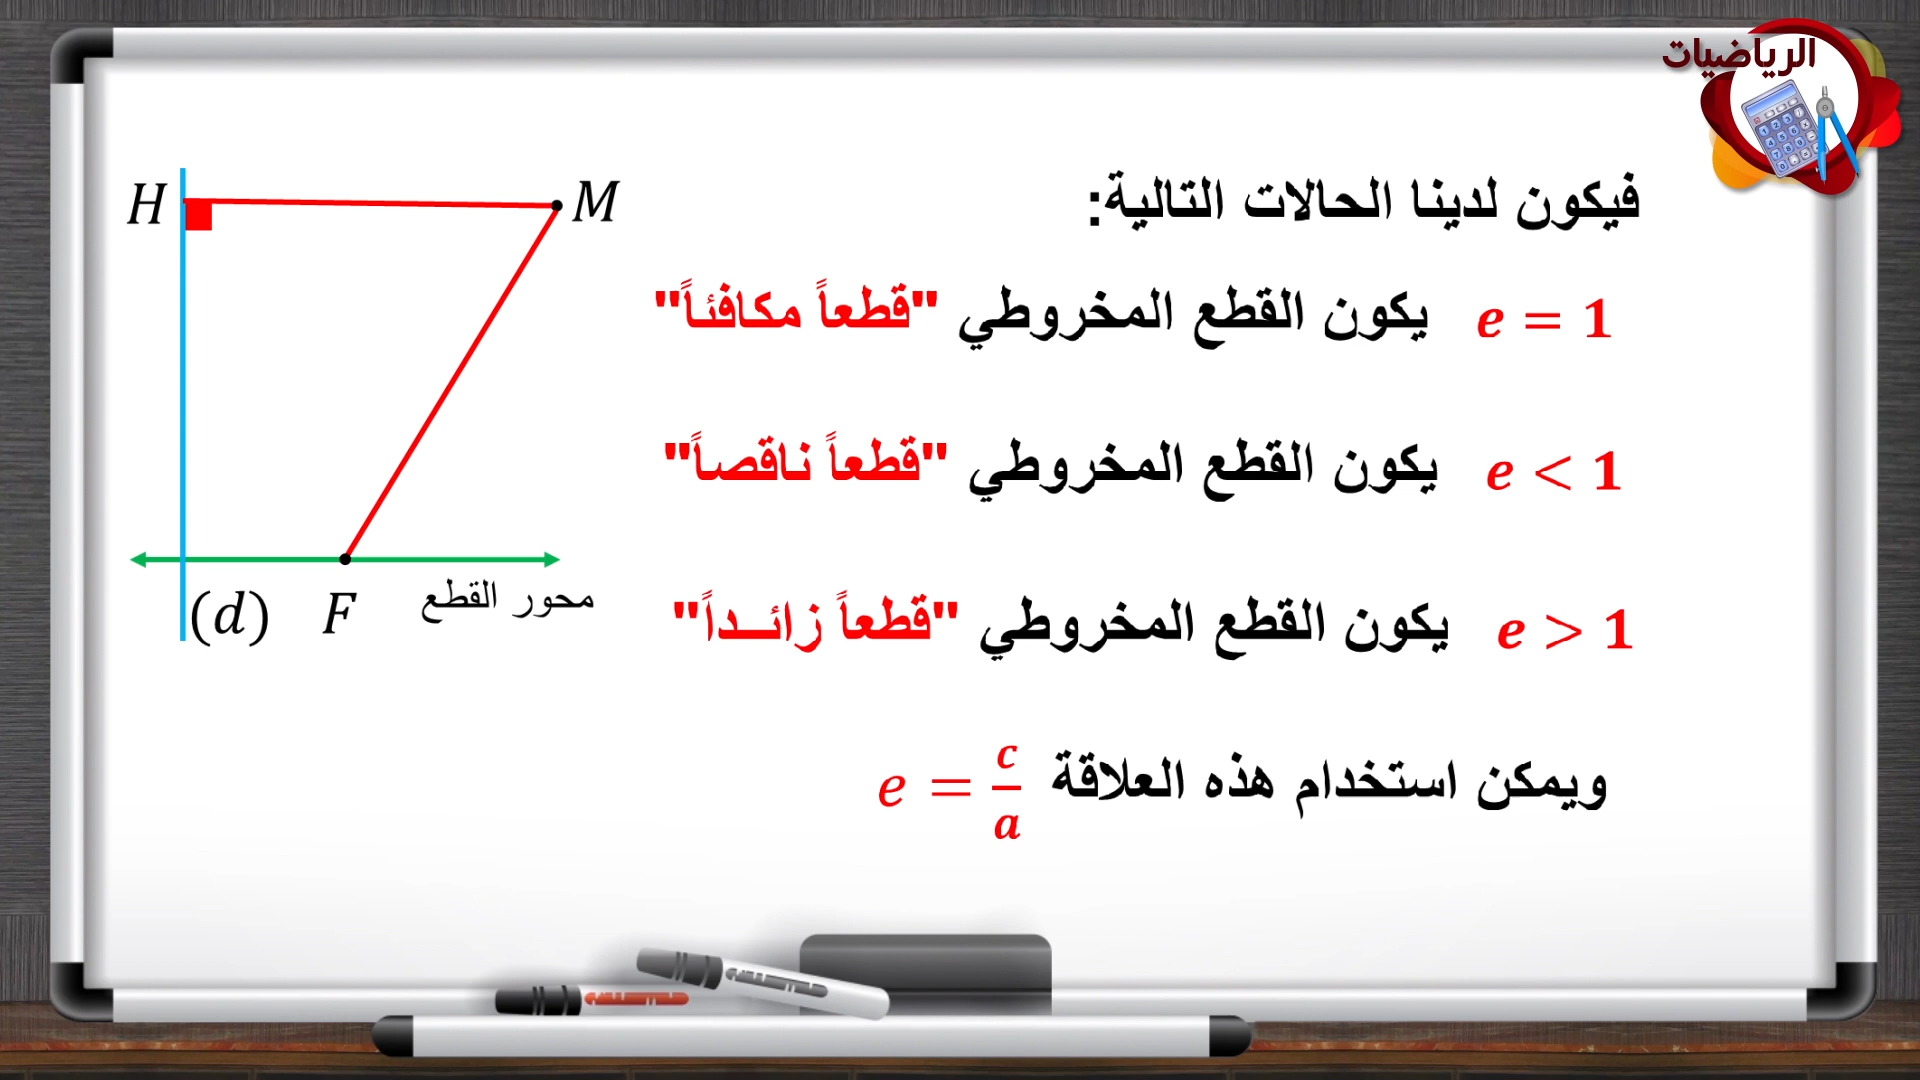 الرياضيات
فيكون لدينا الحالات التالية:
e = 1 يكون القطع المخروطي "قطعاً مكافئاً"
e < 1 يكون القطع المخروطي "قطعاً ناقصاً"
e > 1 يكون القطع المخروطي "قطعاً زائــداً"
ويمكن استخدام هذه العلاقة e = c/a
H
M
(d)
F
محور القطع